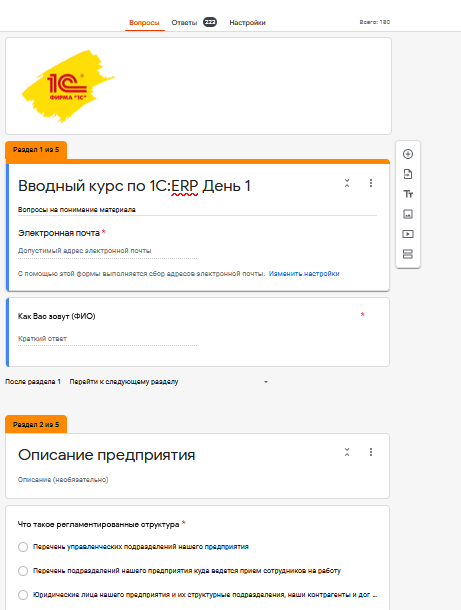 Вопросы Ответы 223 Настройки Всего: 180
1С
ФИРМА "1С"
Раздел 1 из 5
Вводный курс по 1С:ERP День 1
Вопросы на понимание материала
Электронная почта *
Допустимый адрес электронной почты
С помощью этой формы выполняется сбор адресов электронной почты. Изменить настройки
Как Вас зовут (ФИО) *
Краткий ответ
После раздела 1 Перейти к следующему разделу
Раздел 2 из 5
Описание предприятия
Описание (необязательно)
Что такое регламентированные структура *
Перечень управленческих подразделений нашего предприятия
Перечень подразделений нашего предприятия куда ведется прием сотрудников на работу
Юридические лица нашего предприятия и их структурные подразделения, наши контрагенты и дог ...